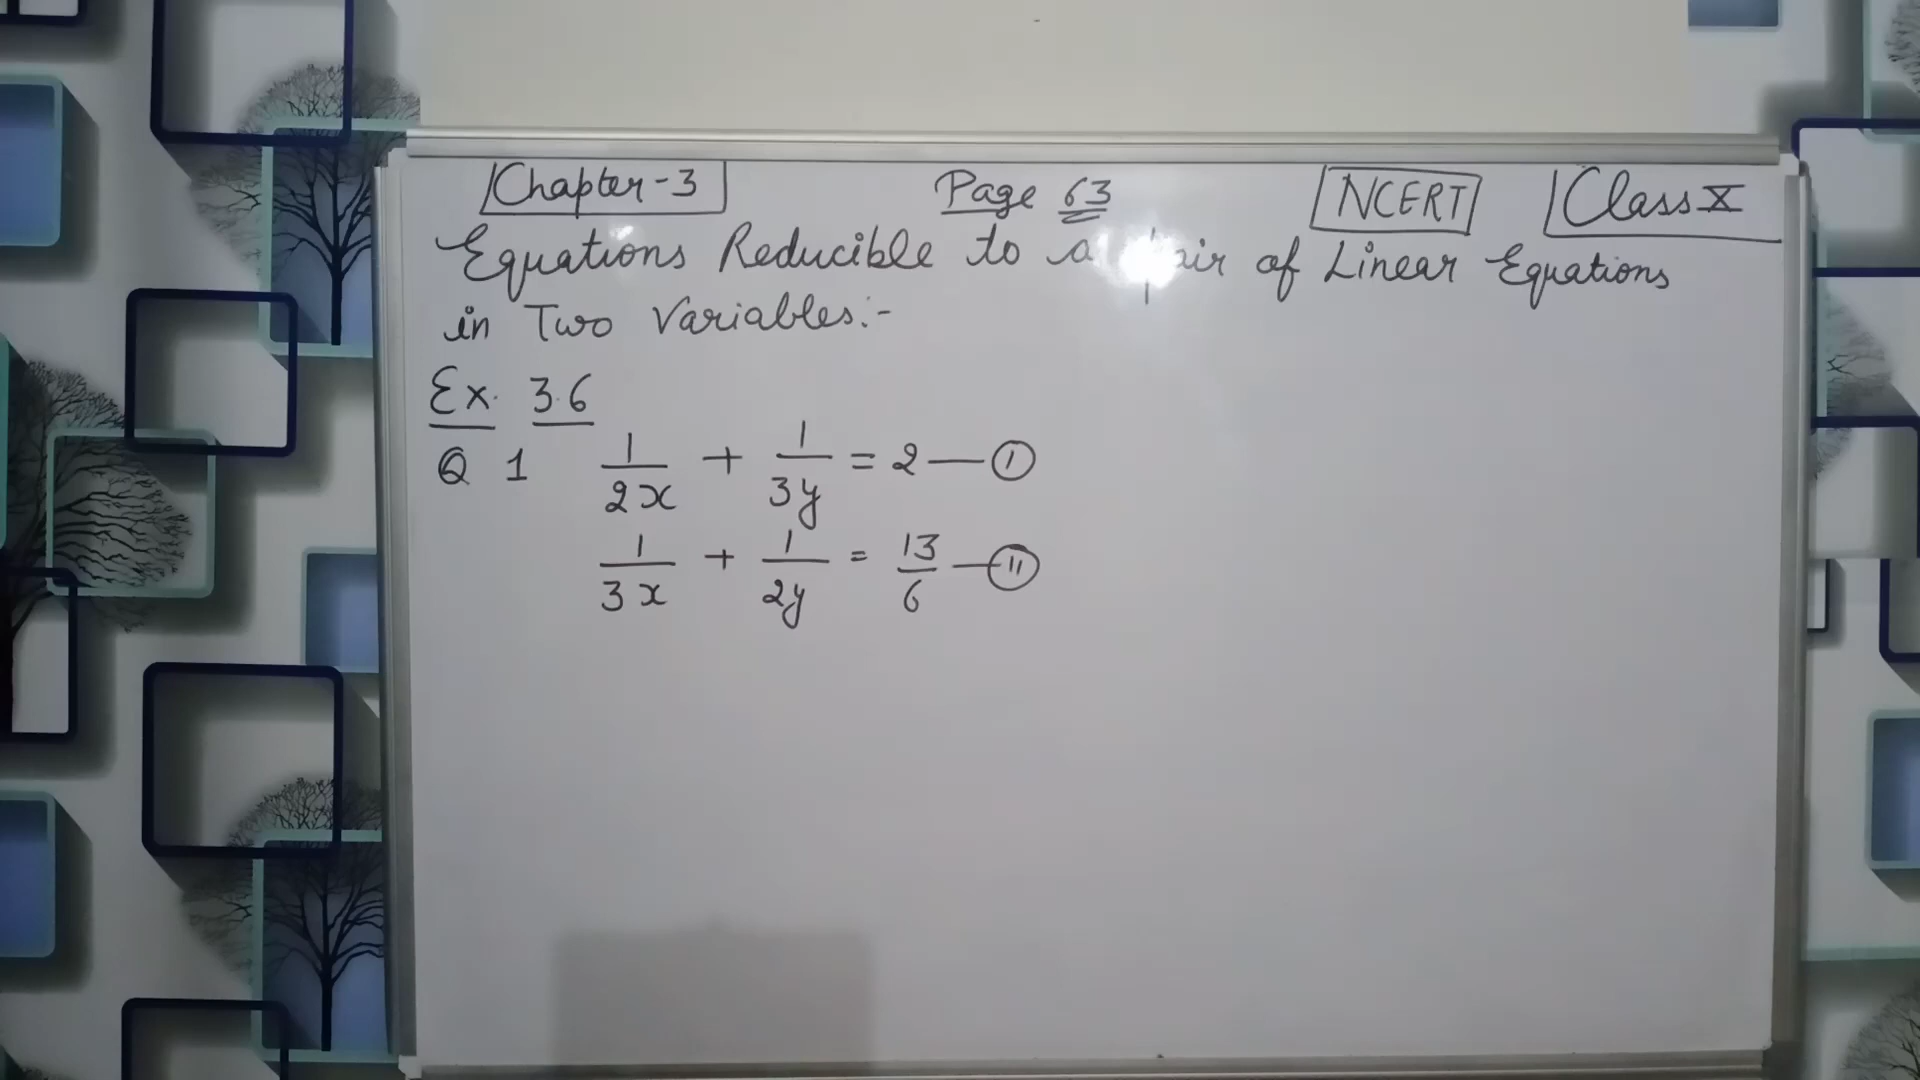 Chapter-3 Page 63 NCERT Class X
Equations Reducible to a Pair of Linear Equations
in Two Variables:-
Ex. 3.6
Q 1 1/2x + 1/3y = 2 — (I)
1/3x + 1/2y = 13/6 — (II)